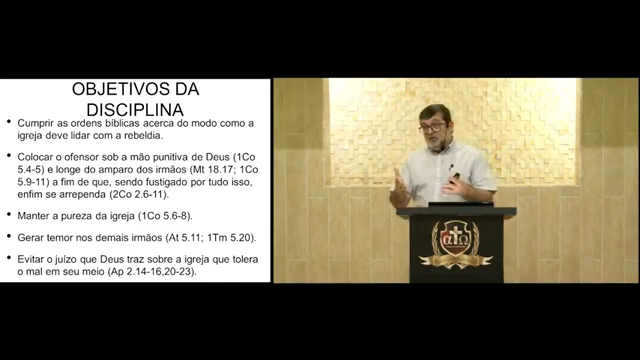 OBJETIVOS DA
DISCIPLINA
• Cumprir as ordens bíblicas acerca do modo como a
igreja deve lidar com a rebeldia.
• Colocar o ofensor sob a mão punitiva de Deus (1Co
5.4-5) e longe do amparo dos irmãos (Mt 18.17; 1Co
5.9-11) a fim de que, sendo fustigado por tudo isso,
enfim se arrependa (2Co 2.6-11).
• Manter a pureza da igreja (1Co 5.6-8).
• Gerar temor nos demais irmãos (At 5.11; 1Tm 5.20).
• Evitar o juízo que Deus traz sobre a igreja que tolera
o mal em seu meio (Ap 2.14-16,20-23).
α Ω